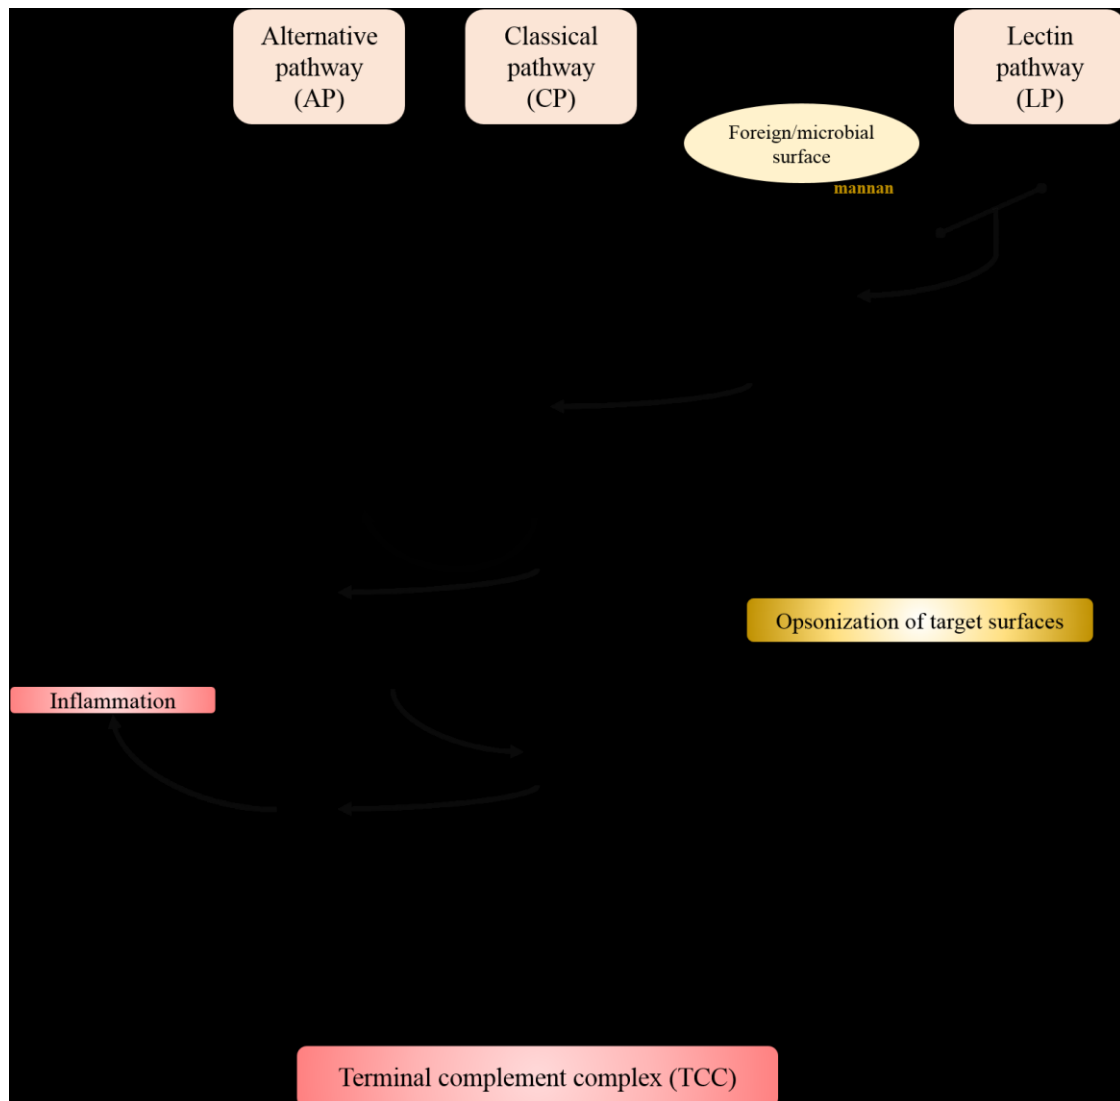 Alternative
pathway
(AP)
Classical
pathway
(CP)
Lectin
pathway
(LP)
Foreign/microbial
surface
mannan
Opsonization of target surfaces
Inflammation
Terminal complement complex (TCC)